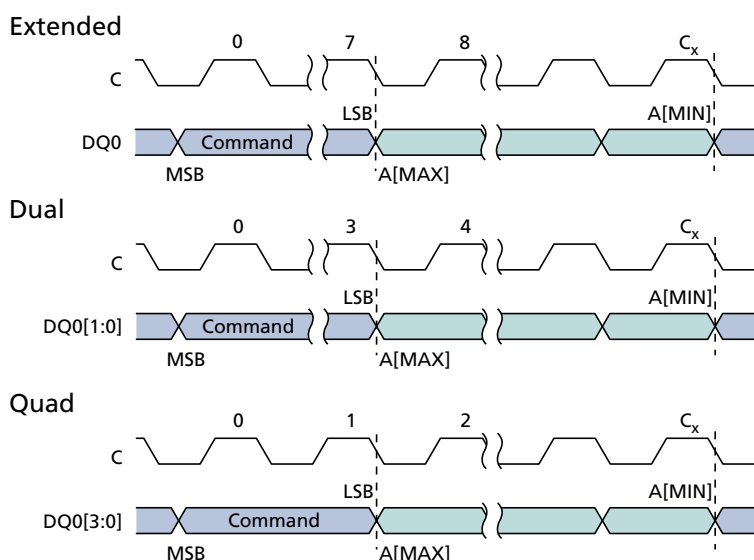 Extended
0 7 8 Cx
C
LSB A[MIN]
DQ0 Command
MSB A[MAX]
Dual
0 3 4 Cx
C
LSB A[MIN]
DQ0[1:0] Command
MSB A[MAX]
Quad
0 1 2 Cx
C
LSB A[MIN]
DQ0[3:0] Command
MSB A[MAX]